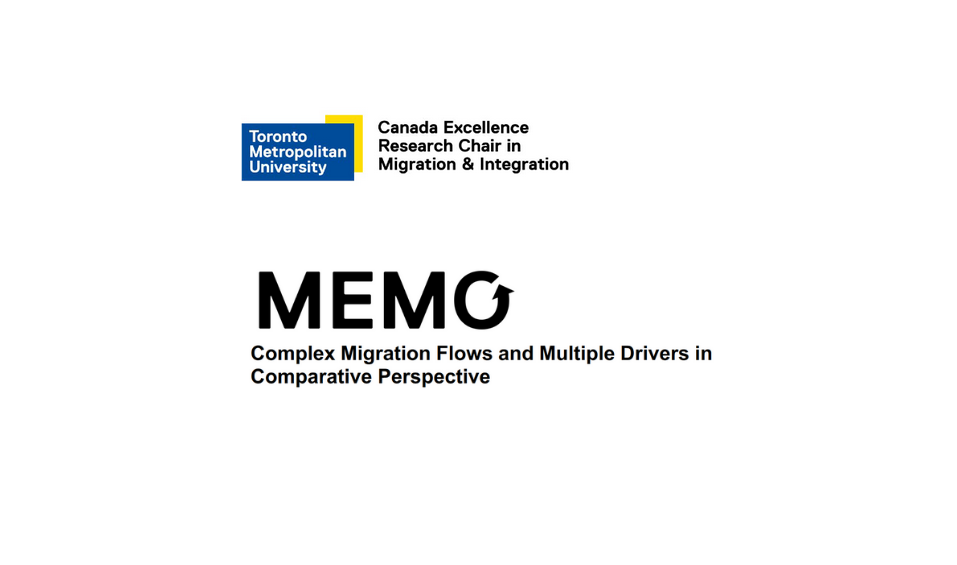 Toronto
Metropolitan
University
Canada Excellence
Research Chair in
Migration & Integration
MEMO
Complex Migration Flows and Multiple Drivers in
Comparative Perspective